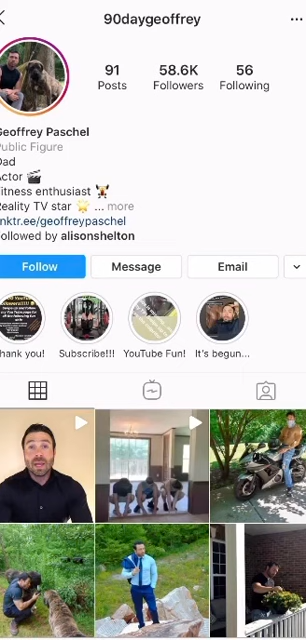 90daygeoffrey
91
58.6K
56
Posts
Followers
Following
Geoffrey Paschel
Public Figure
Dad
Actor 🎬
Fitness enthusiast 🏋️
Reality TV star 🌟 ... more
linktr.ee/geoffreypaschel
Followed by alisonshelton
Follow
Message
Email
Thank you!
Subscribe!!!
YouTube Fun!
It's begun...